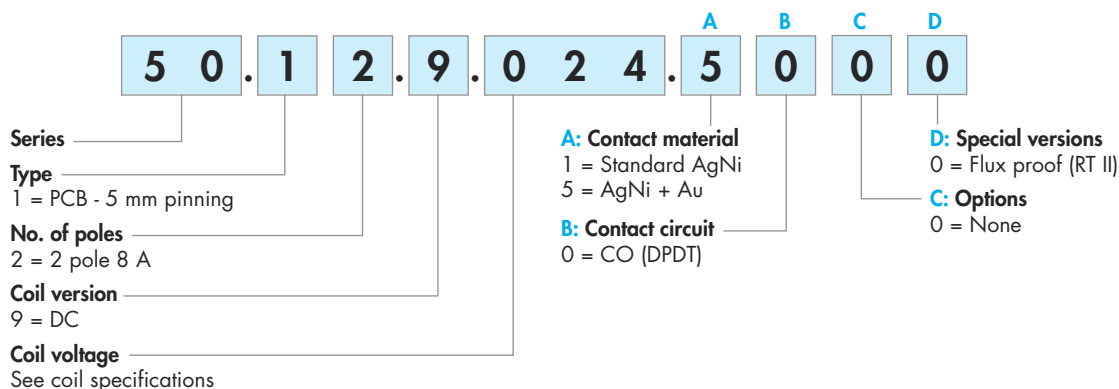 A B C D
5 0 . 1 2 . 9 . 0 2 4 . 5 0 0 0
Series
Type
1 = PCB - 5 mm pinning
No. of poles
2 = 2 pole 8 A
Coil version
9 = DC
Coil voltage
See coil specifications
A: Contact material
1 = Standard AgNi
5 = AgNi + Au
B: Contact circuit
0 = CO (DPDT)
D: Special versions
0 = Flux proof (RT II)
C: Options
0 = None